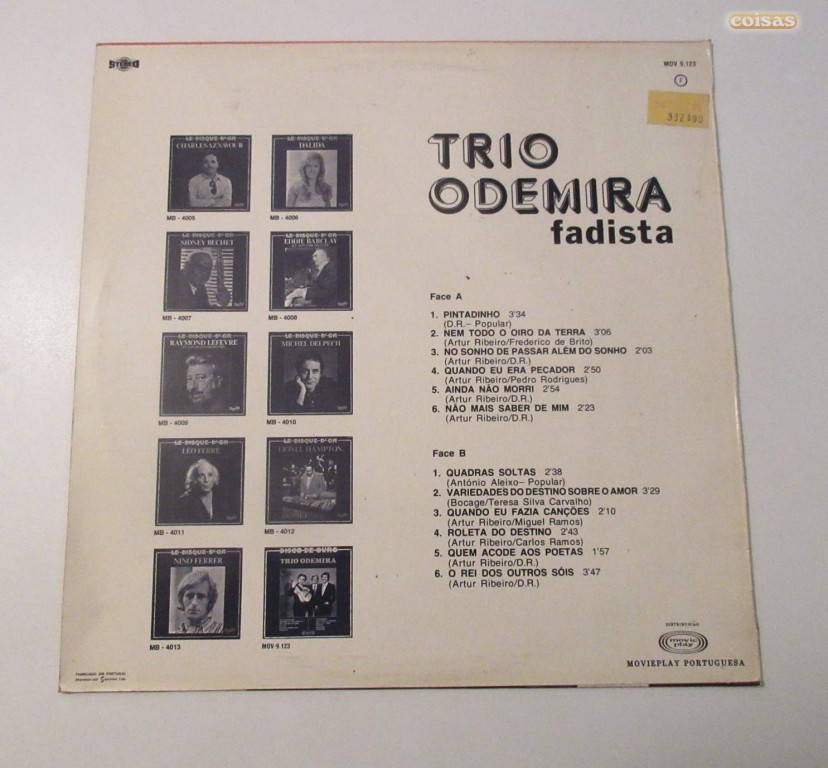 coisas
STEREO
MOV 9.123
F
332400
TRIO
ODEMIRA
fadista
LE DISQUE D'OR
CHARLES AZNAVOUR
MB - 4005
LE DISQUE D'OR
DALIDA
MB - 4006
LE DISQUE D'OR
SIDNEY BECHET
MB - 4007
LE DISQUE D'OR
EDDIE BARCLAY
MB - 4008
LE DISQUE D'OR
RAYMOND LEFEVRE
MB - 4009
LE DISQUE D'OR
MICHEL DELPECH
MB - 4010
LE DISQUE D'OR
LEO FERRE
MB - 4011
LE DISQUE D'OR
LIONEL HAMPTON
MB - 4012
LE DISQUE D'OR
NINO FERRER
MB - 4013
DISCO DE OURO
TRIO ODEMIRA
MOV-9.123
Face A
1. PINTADINHO 3'34
(D.R.– Popular)
2. NEM TODO O OIRO DA TERRA 3'06
(Artur Ribeiro/Frederico de Brito)
3. NO SONHO DE PASSAR ALÉM DO SONHO 2'03
(Artur Ribeiro/D.R.)
4. QUANDO EU ERA PECADOR 2'50
(Artur Ribeiro/Pedro Rodrigues)
5. AINDA NÃO MORRI 2'54
(Artur Ribeiro/D.R.)
6. NÃO MAIS SABER DE MIM 2'23
(Artur Ribeiro/D.R.)
Face B
1. QUADRAS SOLTAS 2'38
(António Aleixo– Popular)
2. VARIEDADES DO DESTINO SOBRE O AMOR 3'29
(Bocage/Teresa Silva Carvalho)
3. QUANDO EU FAZIA CANÇÕES 2'10
(Artur Ribeiro/Miguel Ramos)
4. ROLETA DO DESTINO 2'43
(Artur Ribeiro/Carlos Ramos)
5. QUEM ACODE AOS POETAS 1'57
(Artur Ribeiro/D.R.)
6. O REI DOS OUTROS SÓIS 3'47
(Artur Ribeiro/D.R.)
DISTRIBUIÇÃO
movie
play
MOVIEPLAY PORTUGUESA
FABRICADO EM PORTUGAL